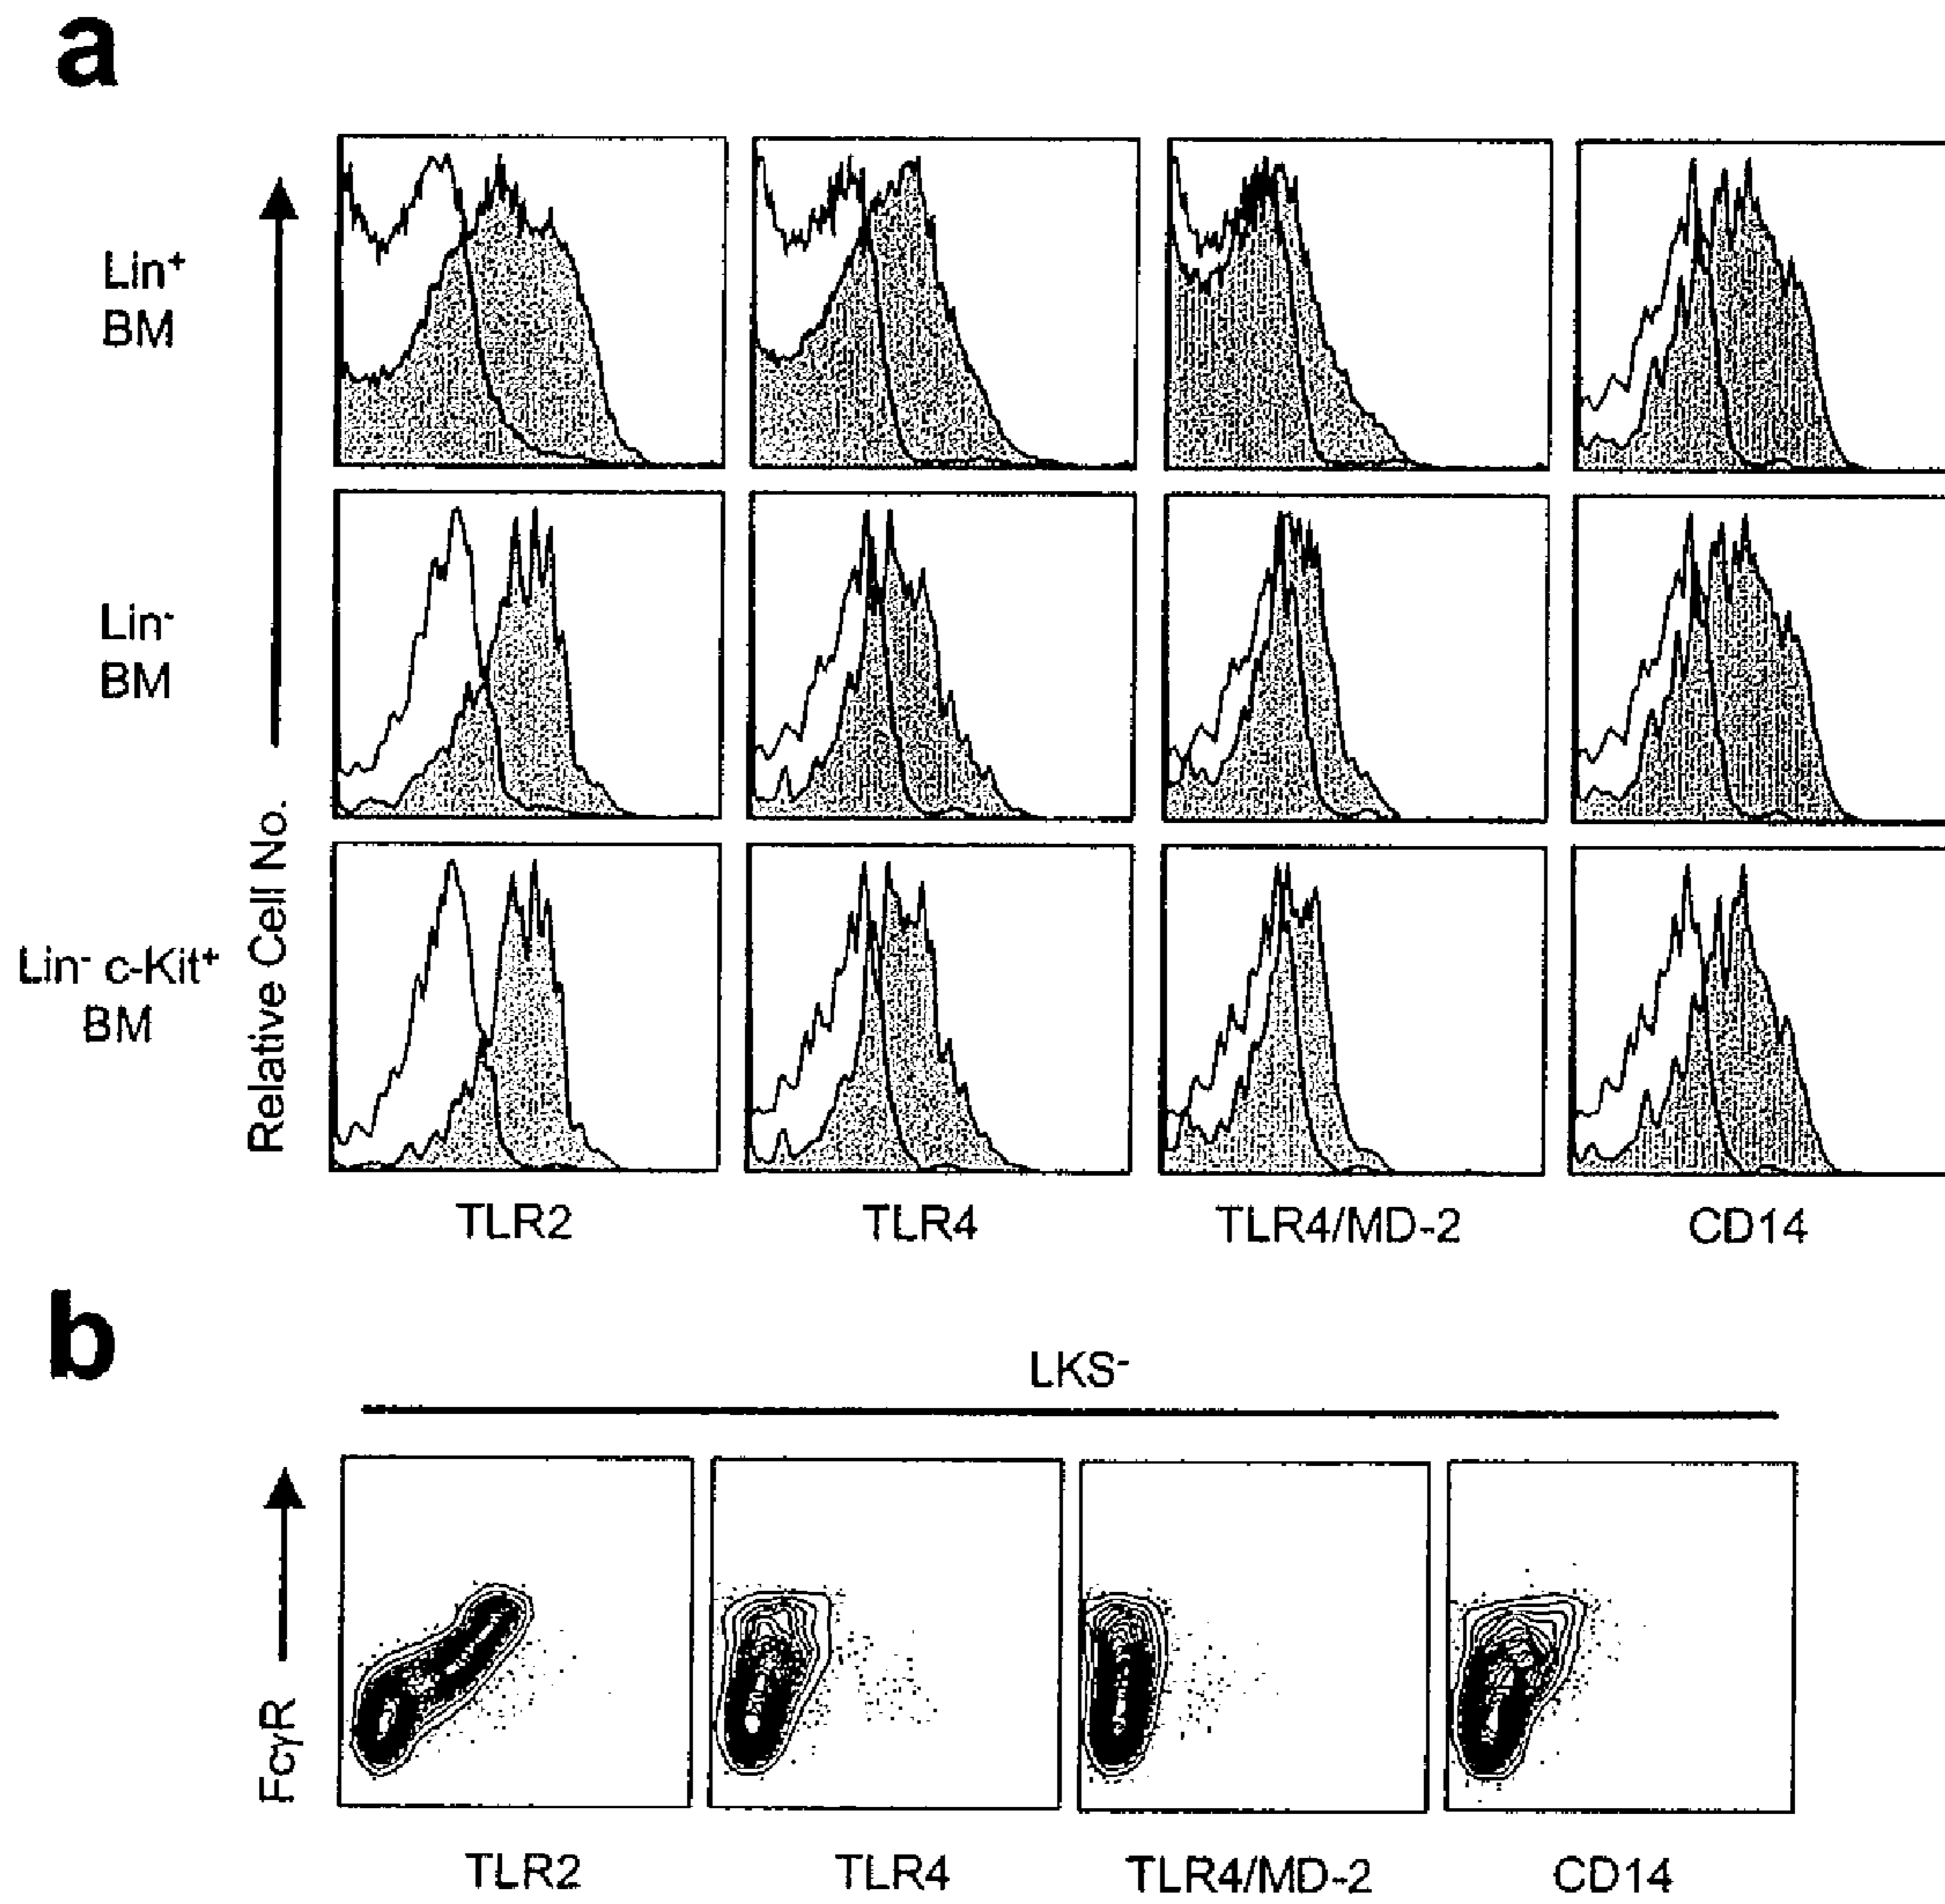 a
Lin⁺
BM
Lin⁻
BM
Lin⁻ c-Kit⁺
BM
Relative Cell No.
TLR2 TLR4 TLR4/MD-2 CD14
b
LKS⁻
FcγR
TLR2 TLR4 TLR4/MD-2 CD14